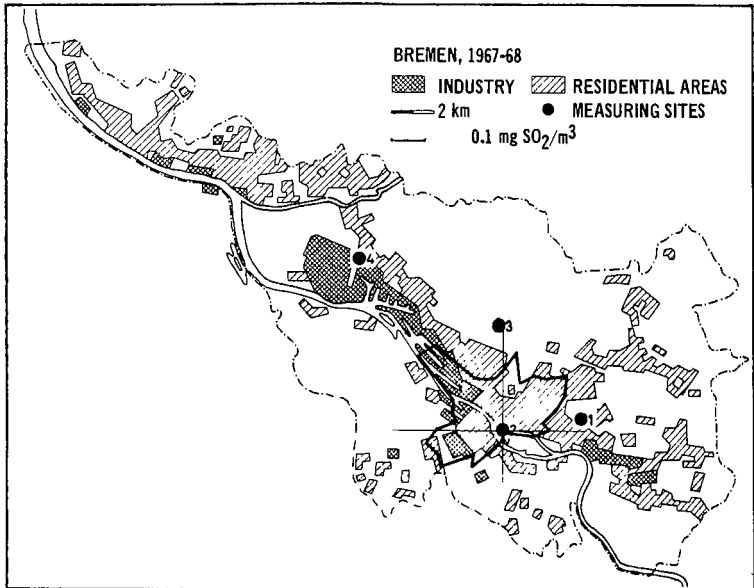 BREMEN, 1967-68
INDUSTRY RESIDENTIAL AREAS
2 km MEASURING SITES
0.1 mg SO₂/m³
4
3
1
2